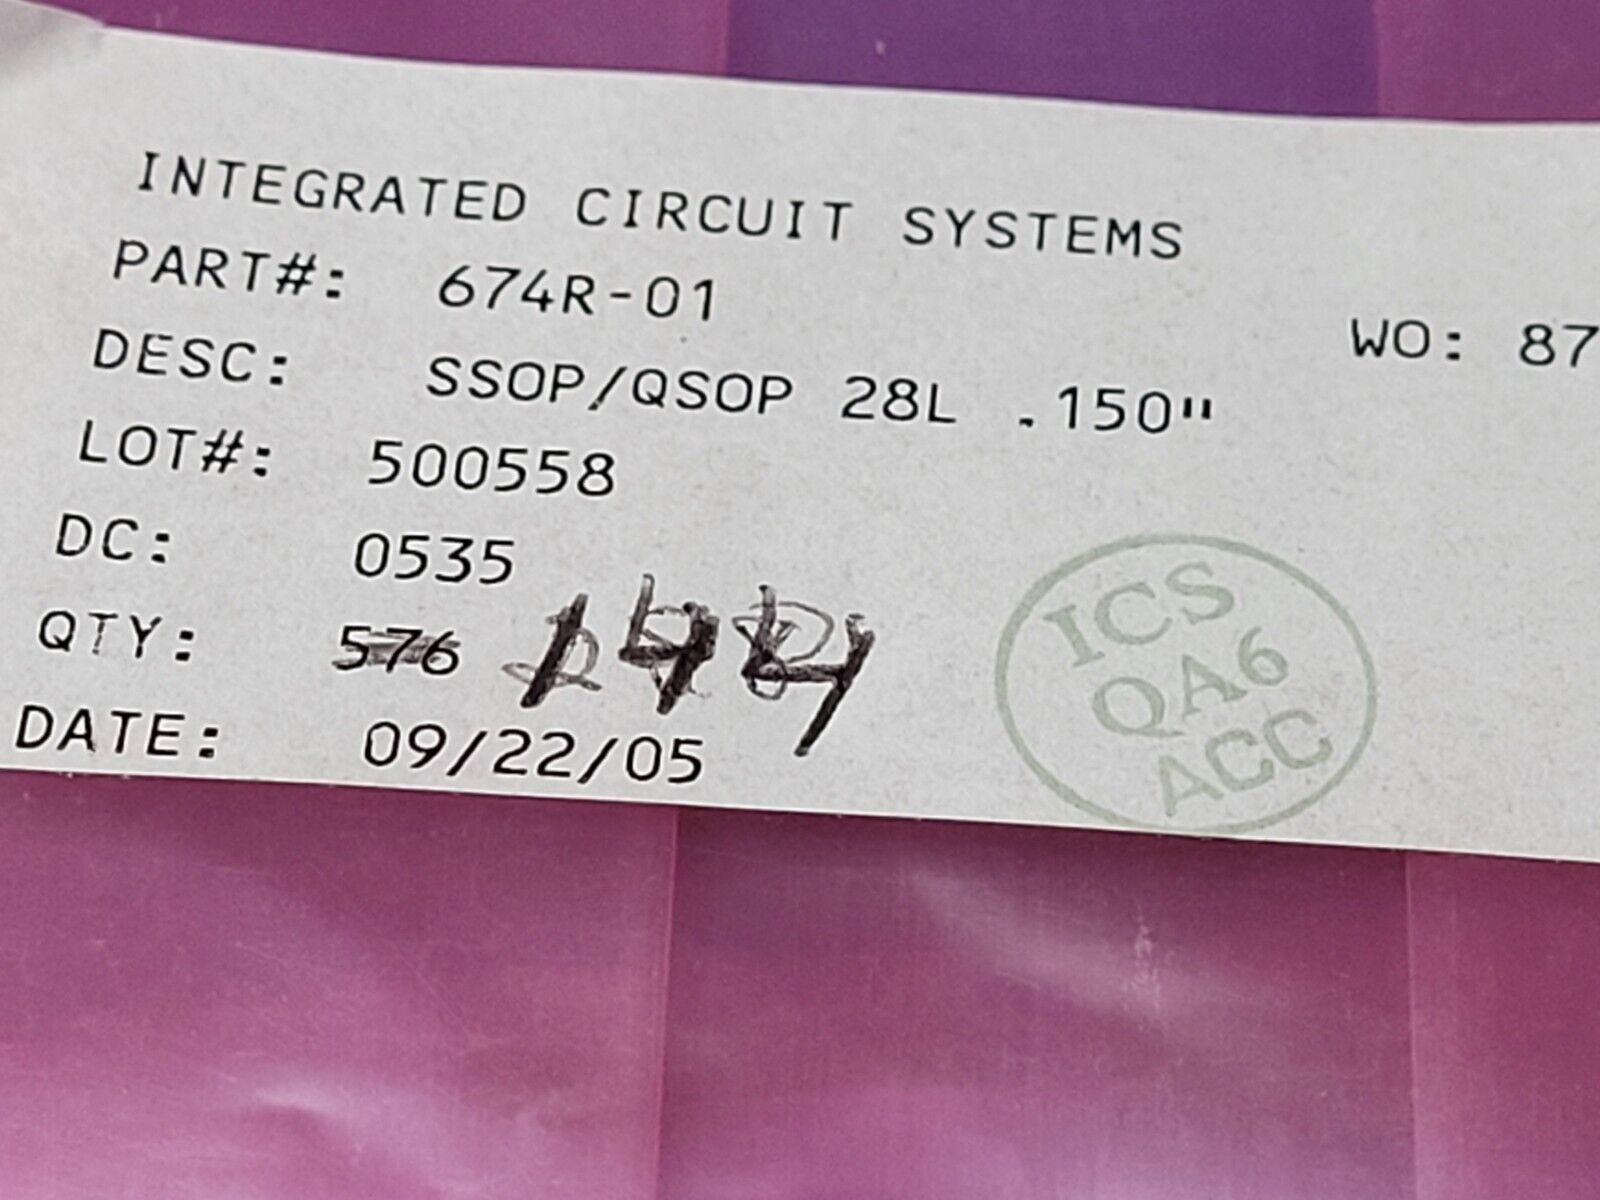 INTEGRATED CIRCUIT SYSTEMS
PART#: 674R-01
WO: 87
DESC: SSOP/QSOP 28L .150"
LOT#: 500558
DC: 0535
QTY: 576 144
DATE: 09/22/05
ICS
QA6
ACC